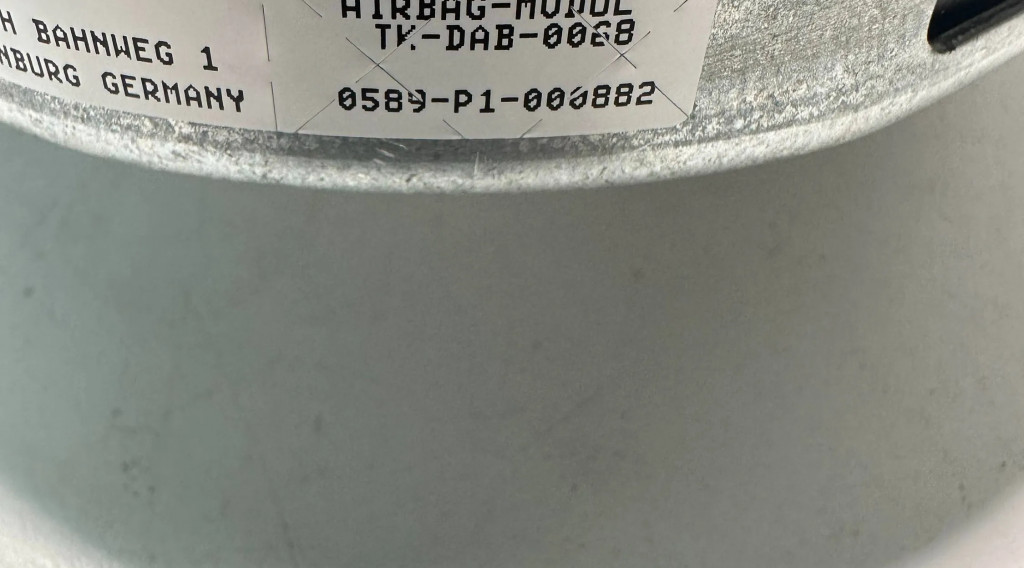 H BAHNWEG 1
NBURG GERMANY
AIRBAG-MODUL
TK-DAB-0068
0589-P1-000882